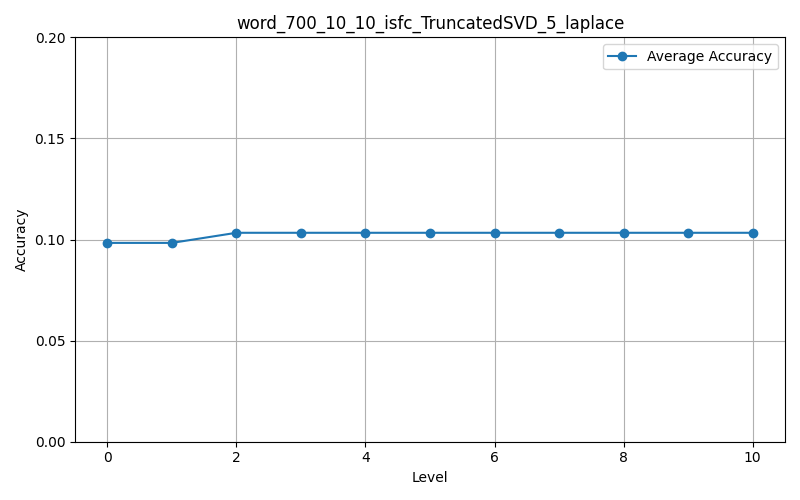 word_700_10_10_isfc_TruncatedSVD_5_laplace
Average Accuracy
0.20
0.15
0.10
0.05
0.00
Accuracy
0 2 4 6 8 10
Level